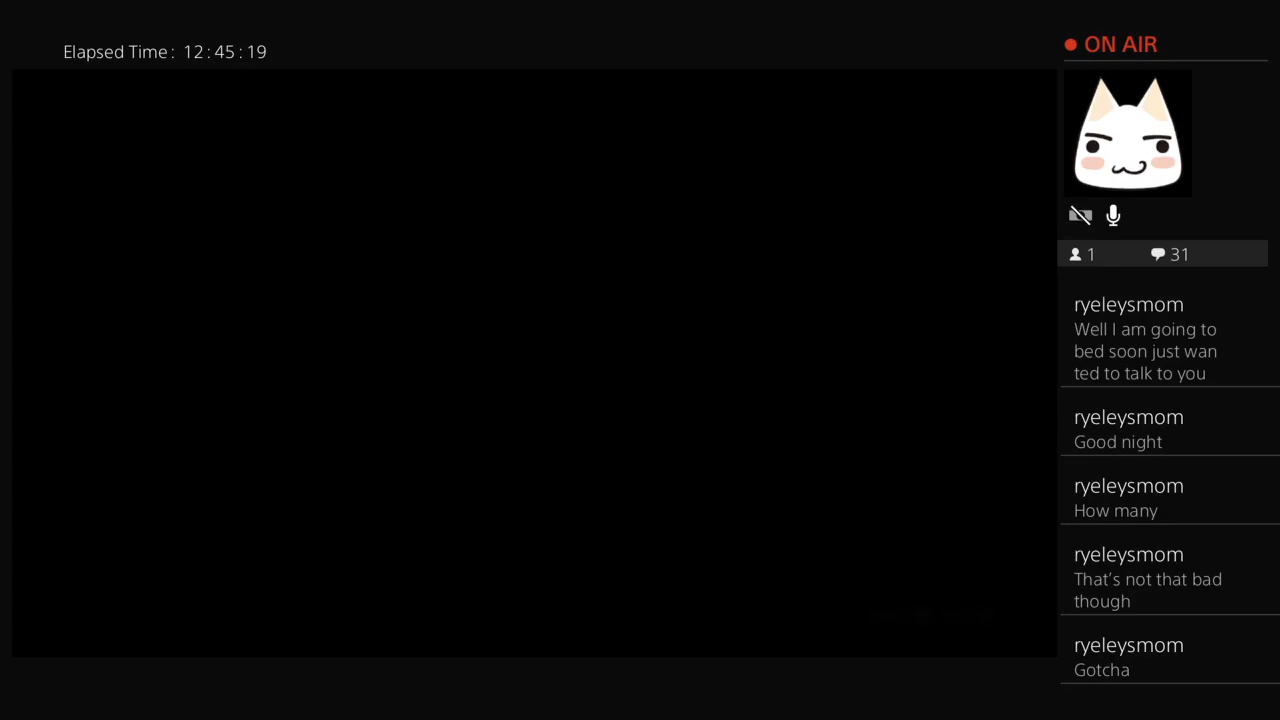 Elapsed Time: 12:45:19
ON AIR
1 31
ryeleysmom
Well I am going to
bed soon just wan
ted to talk to you
ryeleysmom
Good night
ryeleysmom
How many
ryeleysmom
That's not that bad
though
ryeleysmom
Gotcha